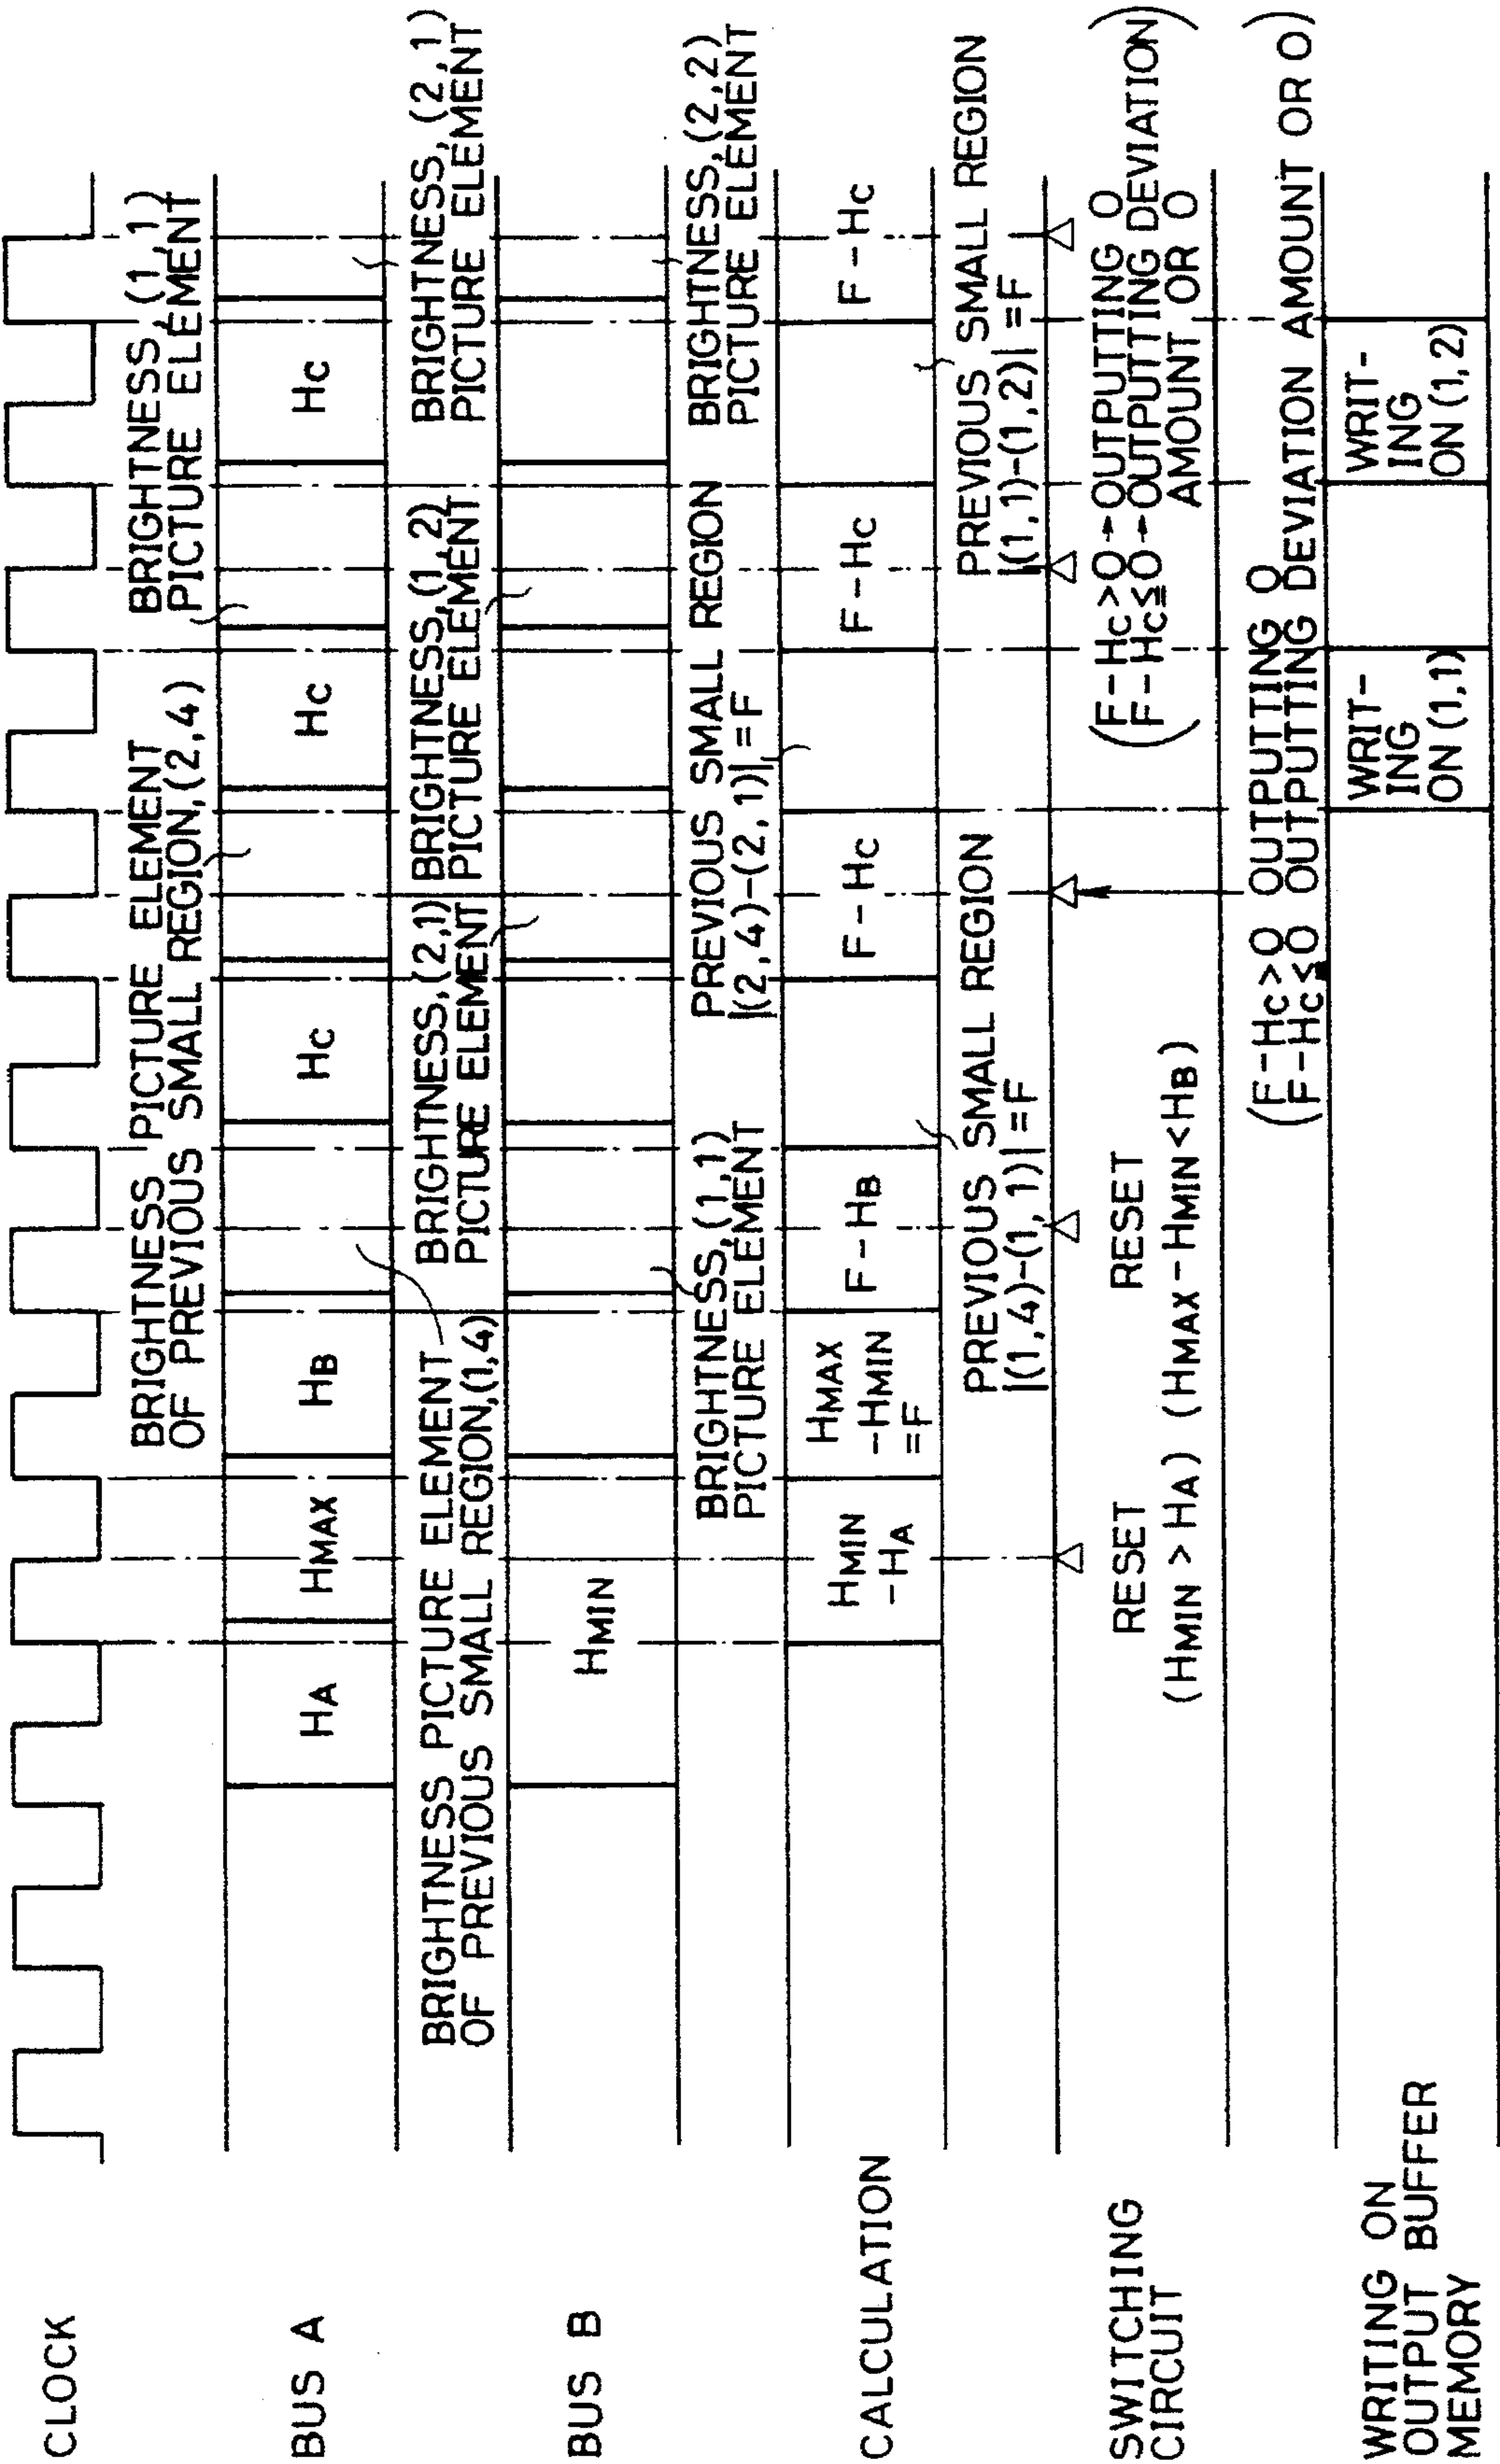 CLOCK
BRIGHTNESS PICTURE ELEMENT
OF PREVIOUS SMALL REGION,(2,4)
BRIGHTNESS,(1,1)
PICTURE ELEMENT
BUS A
HA
HMAX
HB
HC
HC
HC
BRIGHTNESS PICTURE ELEMENT
OF PREVIOUS SMALL REGION,(1,4)
BRIGHTNESS,(2,1)
PICTURE ELEMENT
BRIGHTNESS,(1,2)
PICTURE ELEMENT
BRIGHTNESS,(2,1)
PICTURE ELEMENT
BUS B
HMIN
BRIGHTNESS,(1,1)
PICTURE ELEMENT
PREVIOUS SMALL REGION
|(2,4)-(2,1)|=F
BRIGHTNESS,(2,2)
PICTURE ELEMENT
CALCULATION
HMIN
-HA
HMAX
-HMIN
=F
F-HB
F-HC
F-HC
F-HC
PREVIOUS SMALL REGION
|(1,4)-(1,1)|=F
PREVIOUS SMALL REGION
|(1,1)-(1,2)|=F
SWITCHING
CIRCUIT
RESET
(HMIN > HA)
RESET
(HMAX-HMIN<HB)
(F-HC>0→OUTPUTTING 0
F-HC≦0→OUTPUTTING DEVIATION)
AMOUNT OR 0
(F-HC>0 OUTPUTTING 0
F-HC≦0 OUTPUTTING DEVIATION AMOUNT OR 0)
WRITING ON
OUTPUT BUFFER
MEMORY
WRIT-
ING
ON (1,1)
WRIT-
ING
ON (1,2)